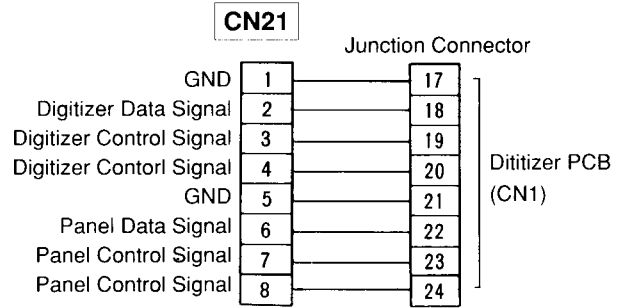 CN21
Junction Connector
GND 1 17
Digitizer Data Signal 2 18
Digitizer Control Signal 3 19
Digitizer Contorl Signal 4 20
GND 5 21
Panel Data Signal 6 22
Panel Control Signal 7 23
Panel Control Signal 8 24
Dititizer PCB
(CN1)